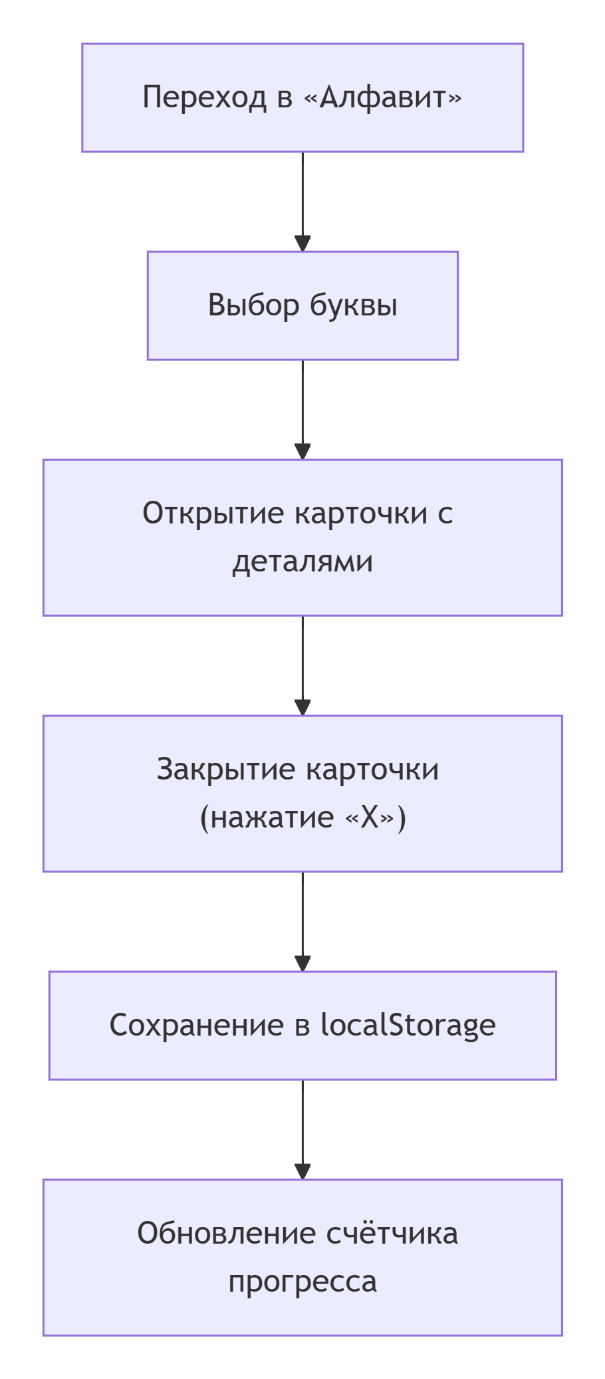 Переход в «Алфавит»
Выбор буквы
Открытие карточки с
деталями
Закрытие карточки
(нажатие «X»)
Сохранение в localStorage
Обновление счётчика
прогресса